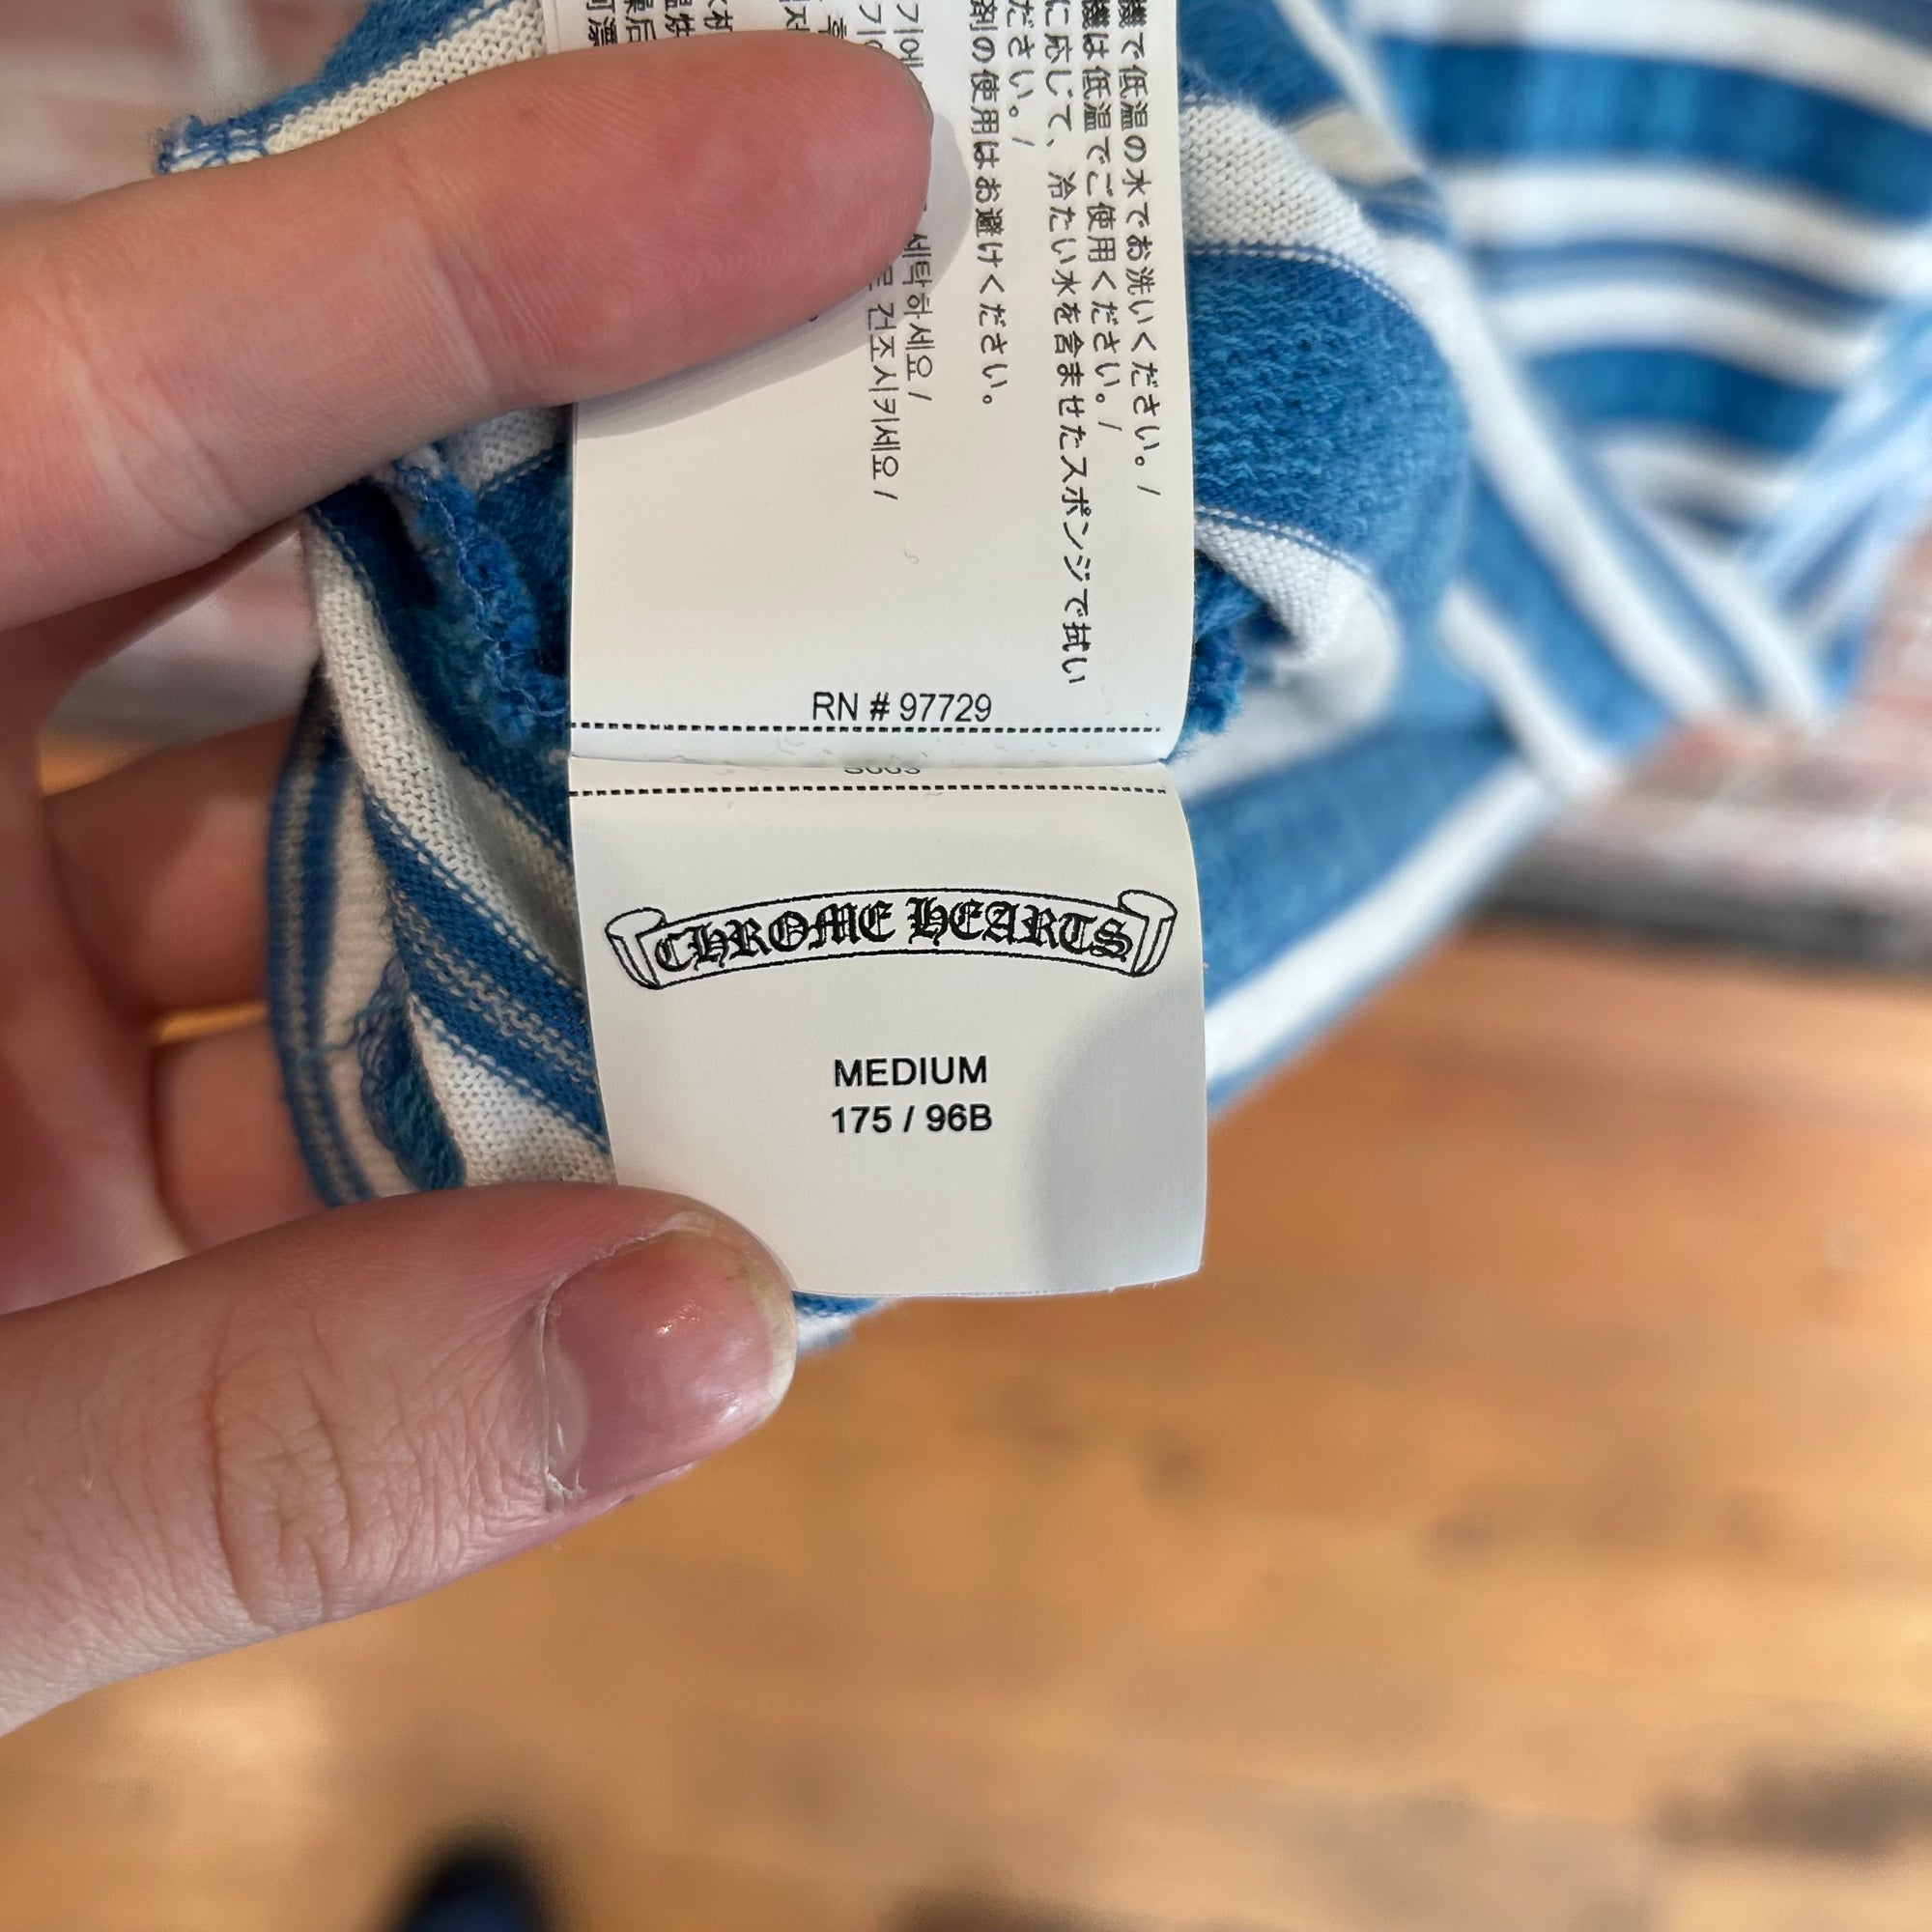 機で低温の水でお洗いください。/
機は低温でご使用ください。/
に応じて、冷たい水を含ませたスポンジで拭い
ださい。/
剤の使用はお避けください。
세탁하세요 /
건조시키세요 /
RN # 97729
CHROME HEARTS
MEDIUM
175 / 96B